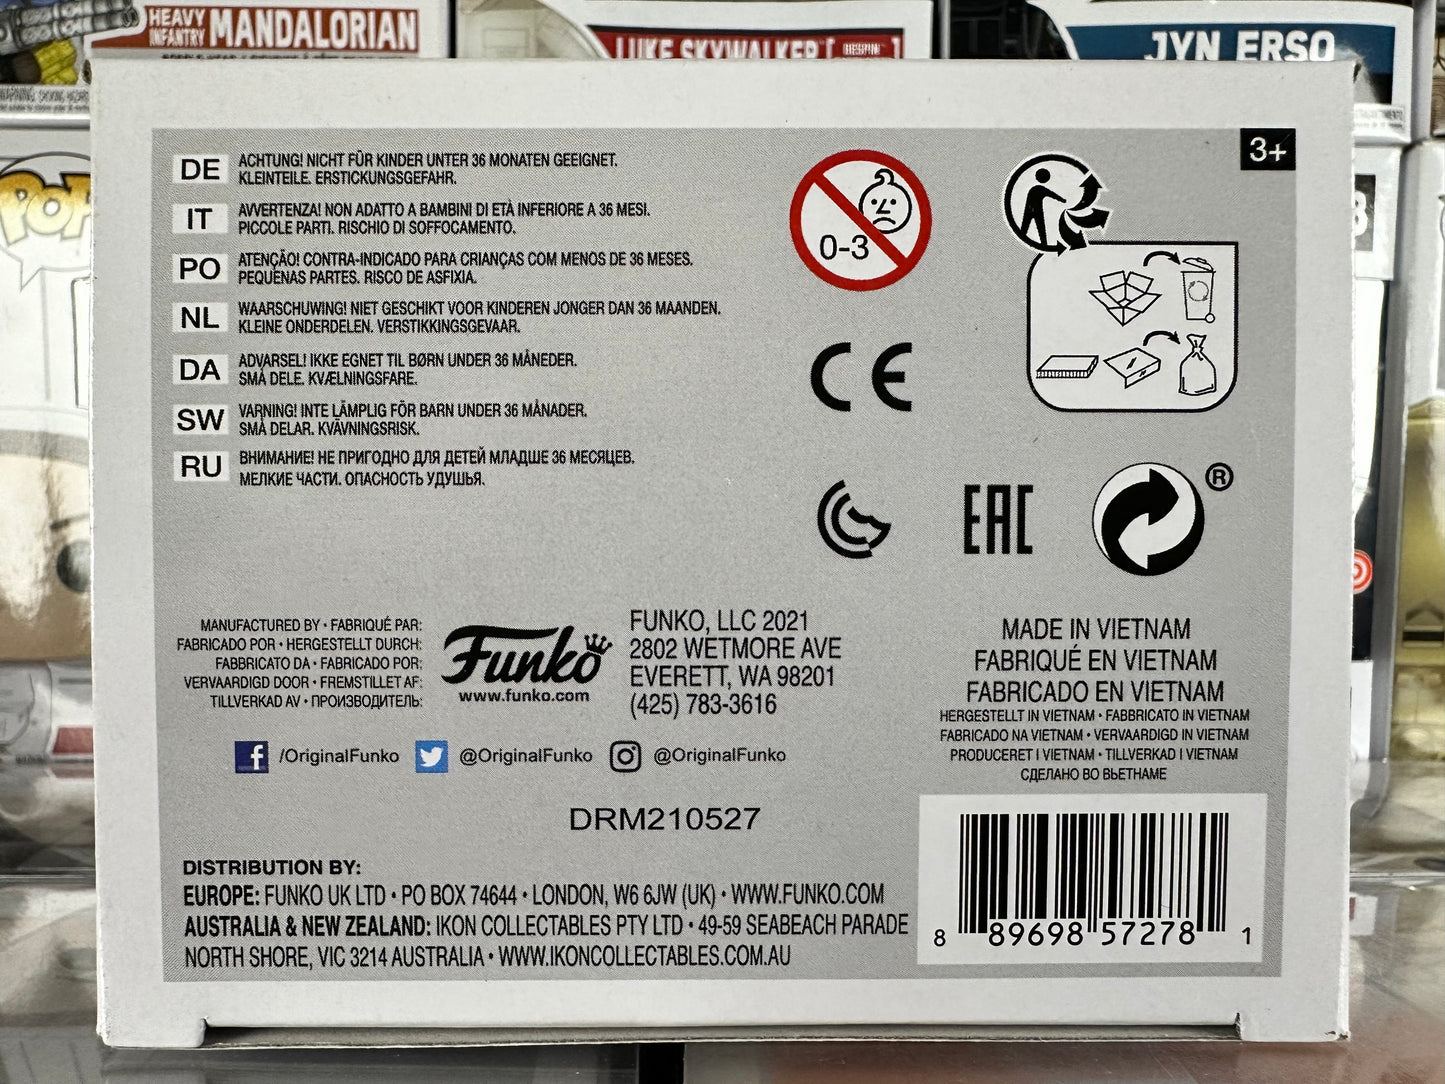 HEAVY
INFANTRY MANDALORIAN
LUKE SKYWALKER [ BESPIN ]
JYN ERSO
POP
3+
DE ACHTUNG! NICHT FÜR KINDER UNTER 36 MONATEN GEEIGNET.
KLEINTEILE. ERSTICKUNGSGEFAHR.
IT AVVERTENZA! NON ADATTO A BAMBINI DI ETÀ INFERIORE A 36 MESI.
PICCOLE PARTI. RISCHIO DI SOFFOCAMENTO.
PO ATENÇÃO! CONTRA-INDICADO PARA CRIANÇAS COM MENOS DE 36 MESES.
PEQUENAS PARTES. RISCO DE ASFIXIA.
NL WAARSCHUWING! NIET GESCHIKT VOOR KINDEREN JONGER DAN 36 MAANDEN.
KLEINE ONDERDELEN. VERSTIKKINGSGEVAAR.
DA ADVARSEL! IKKE EGNET TIL BØRN UNDER 36 MÅNEDER.
SMÅ DELE. KVÆLNINGSFARE.
SW VARNING! INTE LÄMPLIG FÖR BARN UNDER 36 MÅNADER.
SMÅ DELAR. KVÄVNINGSRISK.
RU ВНИМАНИЕ! НЕ ПРИГОДНО ДЛЯ ДЕТЕЙ МЛАДШЕ 36 МЕСЯЦЕВ.
МЕЛКИЕ ЧАСТИ. ОПАСНОСТЬ УДУШЬЯ.
0-3
CE
EAC
®
MANUFACTURED BY • FABRIQUÉ PAR:
FABRICADO POR • HERGESTELLT DURCH:
FABBRICATO DA • FABRICADO POR:
VERVAARDIGD DOOR • FREMSTILLET AF:
TILLVERKAD AV • ПРОИЗВОДИТЕЛЬ:
Funko
www.funko.com
FUNKO, LLC 2021
2802 WETMORE AVE
EVERETT, WA 98201
(425) 783-3616
MADE IN VIETNAM
FABRIQUÉ EN VIETNAM
FABRICADO EN VIETNAM
HERGESTELLT IN VIETNAM • FABBRICATO IN VIETNAM
FABRICADO NA VIETNAM • VERVAARDIGD IN VIETNAM
PRODUCERET I VIETNAM • TILLVERKAD I VIETNAM
СДЕЛАНО ВО ВЬЕТНАМЕ
f /OriginalFunko @OriginalFunko @OriginalFunko
DRM210527
DISTRIBUTION BY:
EUROPE: FUNKO UK LTD • PO BOX 74644 • LONDON, W6 6JW (UK) • WWW.FUNKO.COM
AUSTRALIA & NEW ZEALAND: IKON COLLECTABLES PTY LTD • 49-59 SEABEACH PARADE
NORTH SHORE, VIC 3214 AUSTRALIA • WWW.IKONCOLLECTABLES.COM.AU
8 89698 57278 1